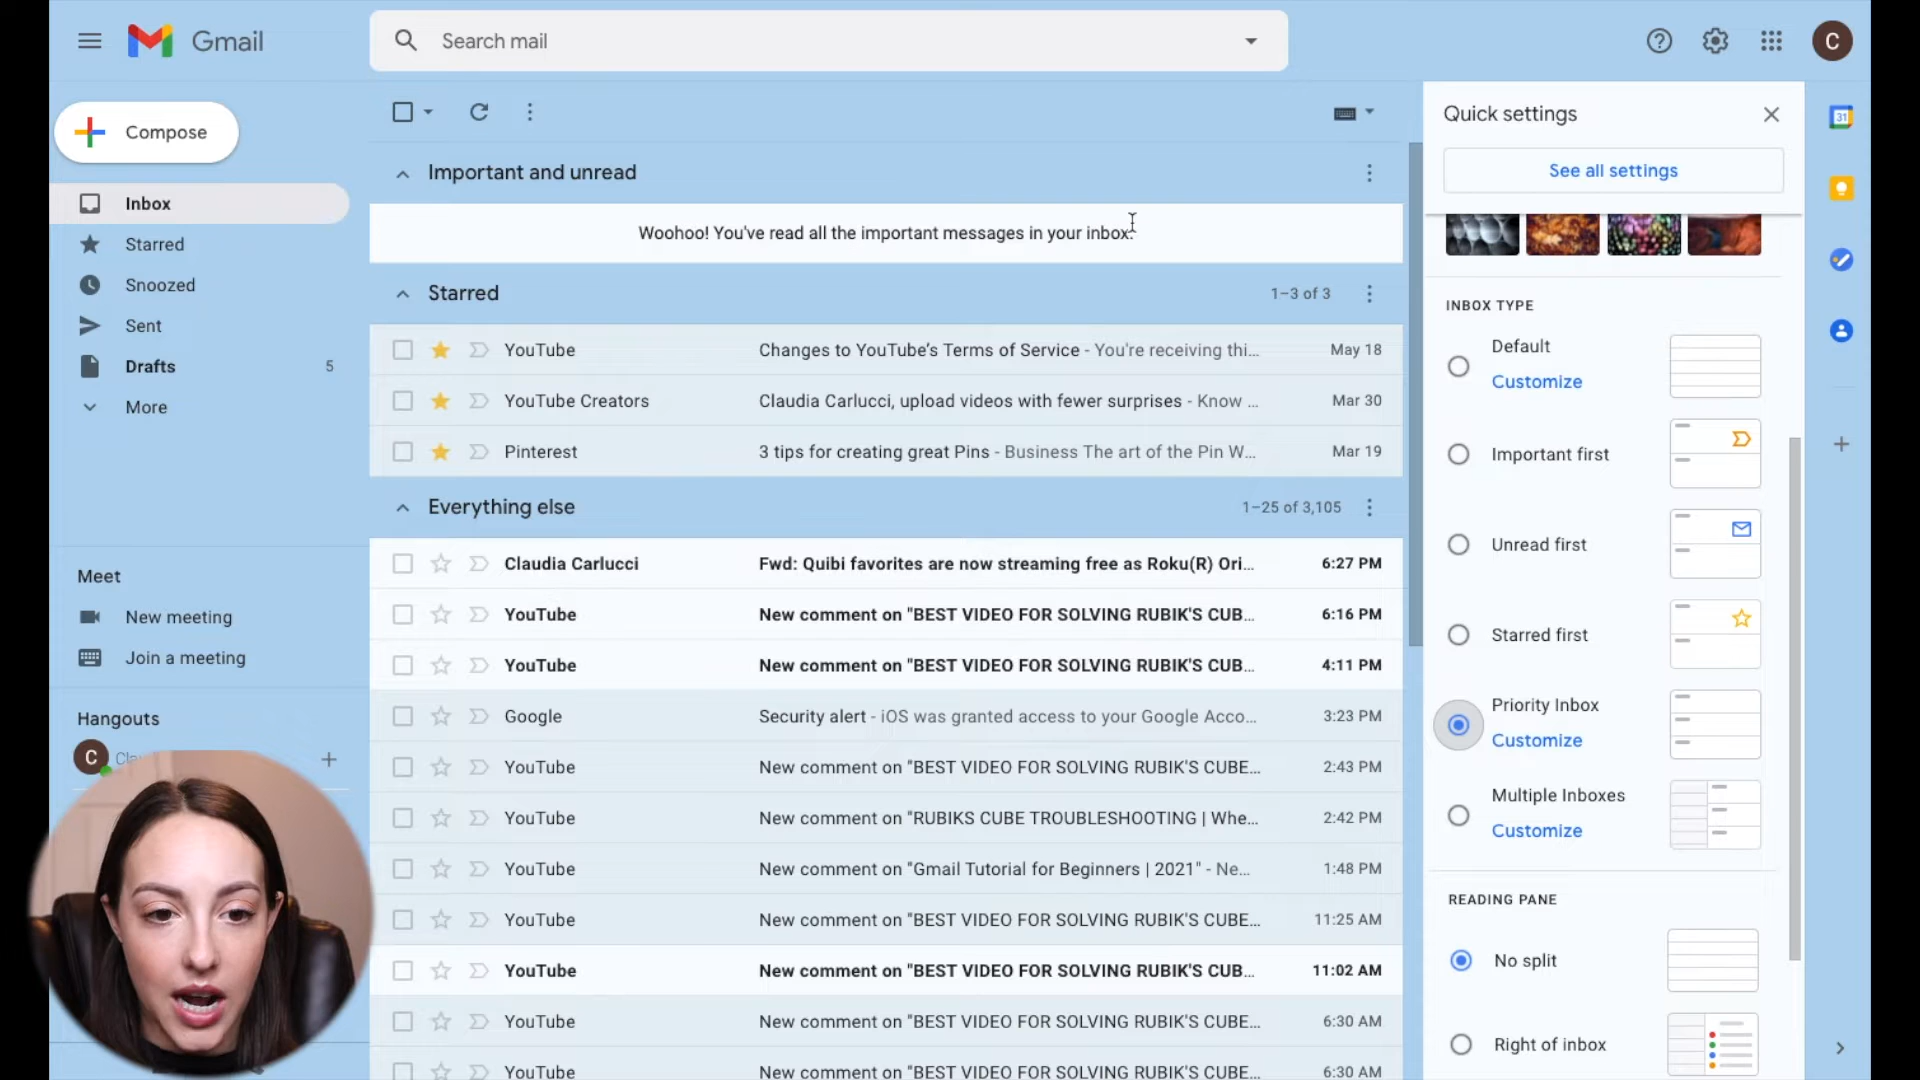 Gmail
Search mail
C
Compose
Inbox
Starred
Snoozed
Sent
Drafts 5
More
Meet
New meeting
Join a meeting
Hangouts
C
Important and unread
Woohoo! You've read all the important messages in your inbox.
Starred 1–3 of 3
YouTube Changes to YouTube's Terms of Service - You're receiving thi... May 18
YouTube Creators Claudia Carlucci, upload videos with fewer surprises - Know ... Mar 30
Pinterest 3 tips for creating great Pins - Business The art of the Pin W... Mar 19
Everything else 1–25 of 3,105
Claudia Carlucci Fwd: Quibi favorites are now streaming free as Roku(R) Ori... 6:27 PM
YouTube New comment on "BEST VIDEO FOR SOLVING RUBIK'S CUB... 6:16 PM
YouTube New comment on "BEST VIDEO FOR SOLVING RUBIK'S CUB... 4:11 PM
Google Security alert - iOS was granted access to your Google Acco... 3:23 PM
YouTube New comment on "BEST VIDEO FOR SOLVING RUBIK'S CUBE... 2:43 PM
YouTube New comment on "RUBIKS CUBE TROUBLESHOOTING | Whe... 2:42 PM
YouTube New comment on "Gmail Tutorial for Beginners | 2021" - Ne... 1:48 PM
YouTube New comment on "BEST VIDEO FOR SOLVING RUBIK'S CUBE... 11:25 AM
YouTube New comment on "BEST VIDEO FOR SOLVING RUBIK'S CUB... 11:02 AM
YouTube New comment on "BEST VIDEO FOR SOLVING RUBIK'S CUBE... 6:30 AM
YouTube New comment on "BEST VIDEO FOR SOLVING RUBIK'S CUBE... 6:30 AM
Quick settings
See all settings
INBOX TYPE
Default
Customize
Important first
Unread first
Starred first
Priority Inbox
Customize
Multiple Inboxes
Customize
READING PANE
No split
Right of inbox
31